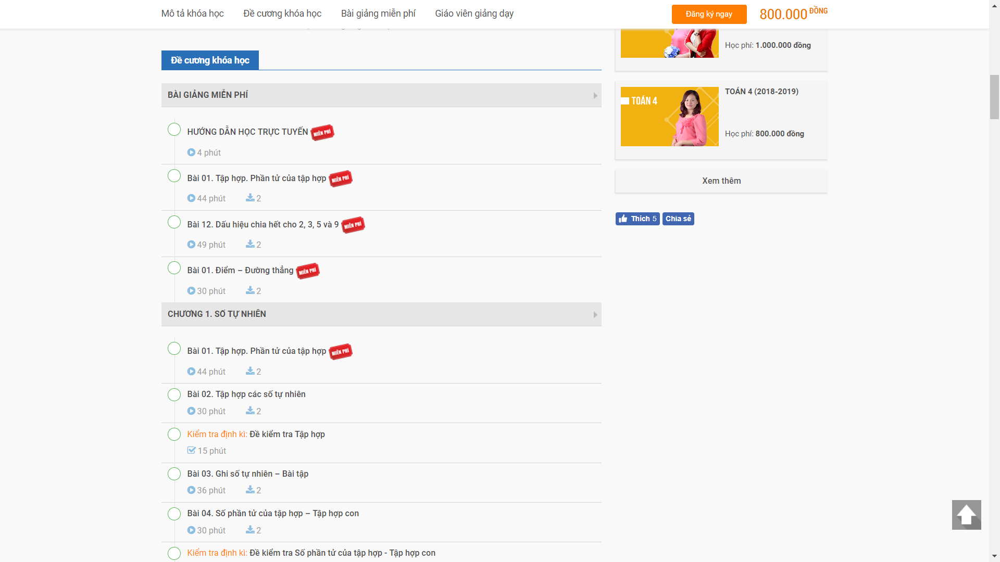 Mô tả khóa học
Đề cương khóa học
Bài giảng miễn phí
Giáo viên giảng dạy
Đăng ký ngay
800.000 ĐỒNG
Đề cương khóa học
BÀI GIẢNG MIỄN PHÍ
HƯỚNG DẪN HỌC TRỰC TUYẾN MIỄN PHÍ
4 phút
Bài 01. Tập hợp. Phần tử của tập hợp MIỄN PHÍ
44 phút 2
Bài 12. Dấu hiệu chia hết cho 2, 3, 5 và 9 MIỄN PHÍ
49 phút 2
Bài 01. Điểm – Đường thẳng MIỄN PHÍ
30 phút 2
CHƯƠNG 1. SỐ TỰ NHIÊN
Bài 01. Tập hợp. Phần tử của tập hợp MIỄN PHÍ
44 phút 2
Bài 02. Tập hợp các số tự nhiên
30 phút 2
Kiểm tra định kì: Đề kiểm tra Tập hợp
15 phút
Bài 03. Ghi số tự nhiên – Bài tập
36 phút 2
Bài 04. Số phần tử của tập hợp – Tập hợp con
30 phút 2
Kiểm tra định kì: Đề kiểm tra Số phần tử của tập hợp - Tập hợp con
Học phí: 1.000.000 đồng
TOÁN 4
TOÁN 4 (2018-2019)
Học phí: 800.000 đồng
Xem thêm
Thích 5
Chia sẻ